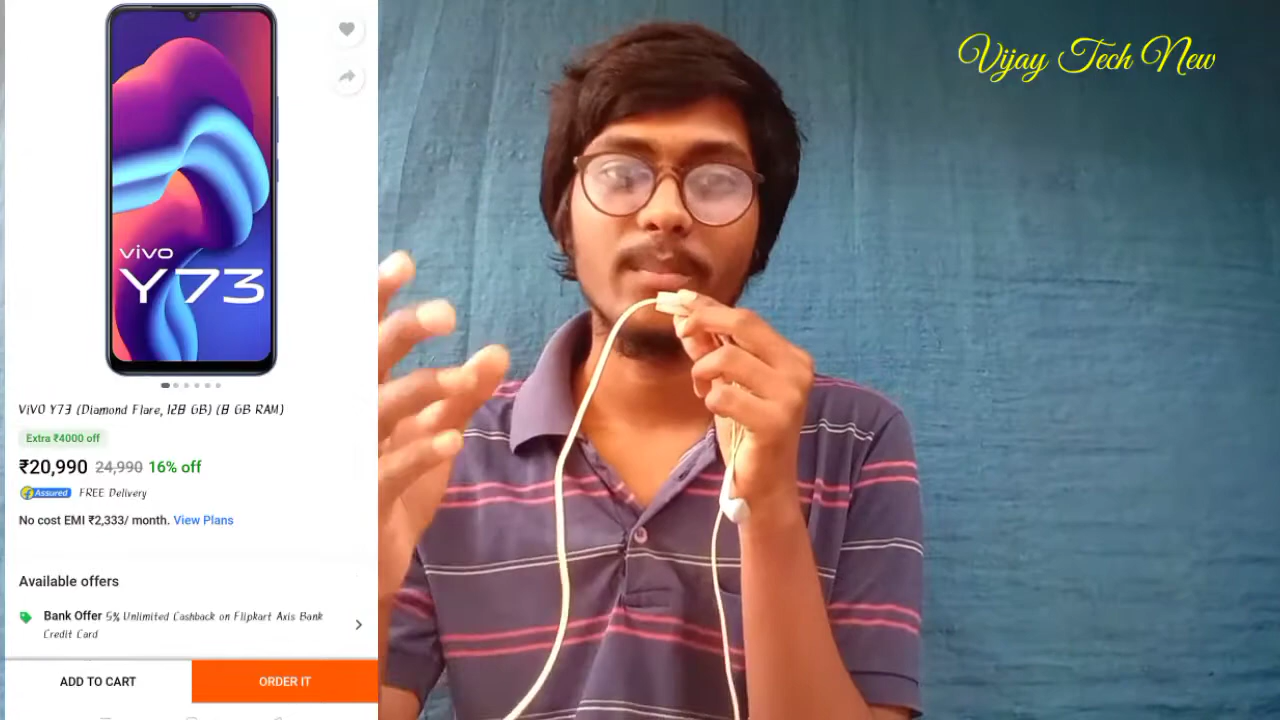 Vijay Tech New
vivo
Y73
ViVO Y73 (Diamond Flare, 128 GB) (8 GB RAM)
Extra ₹4000 off
₹20,990 24,990 16% off
Assured FREE Delivery
No cost EMI ₹2,333/ month. View Plans
Available offers
Bank Offer 5% Unlimited Cashback on Flipkart Axis Bank
Credit Card
ADD TO CART
ORDER IT